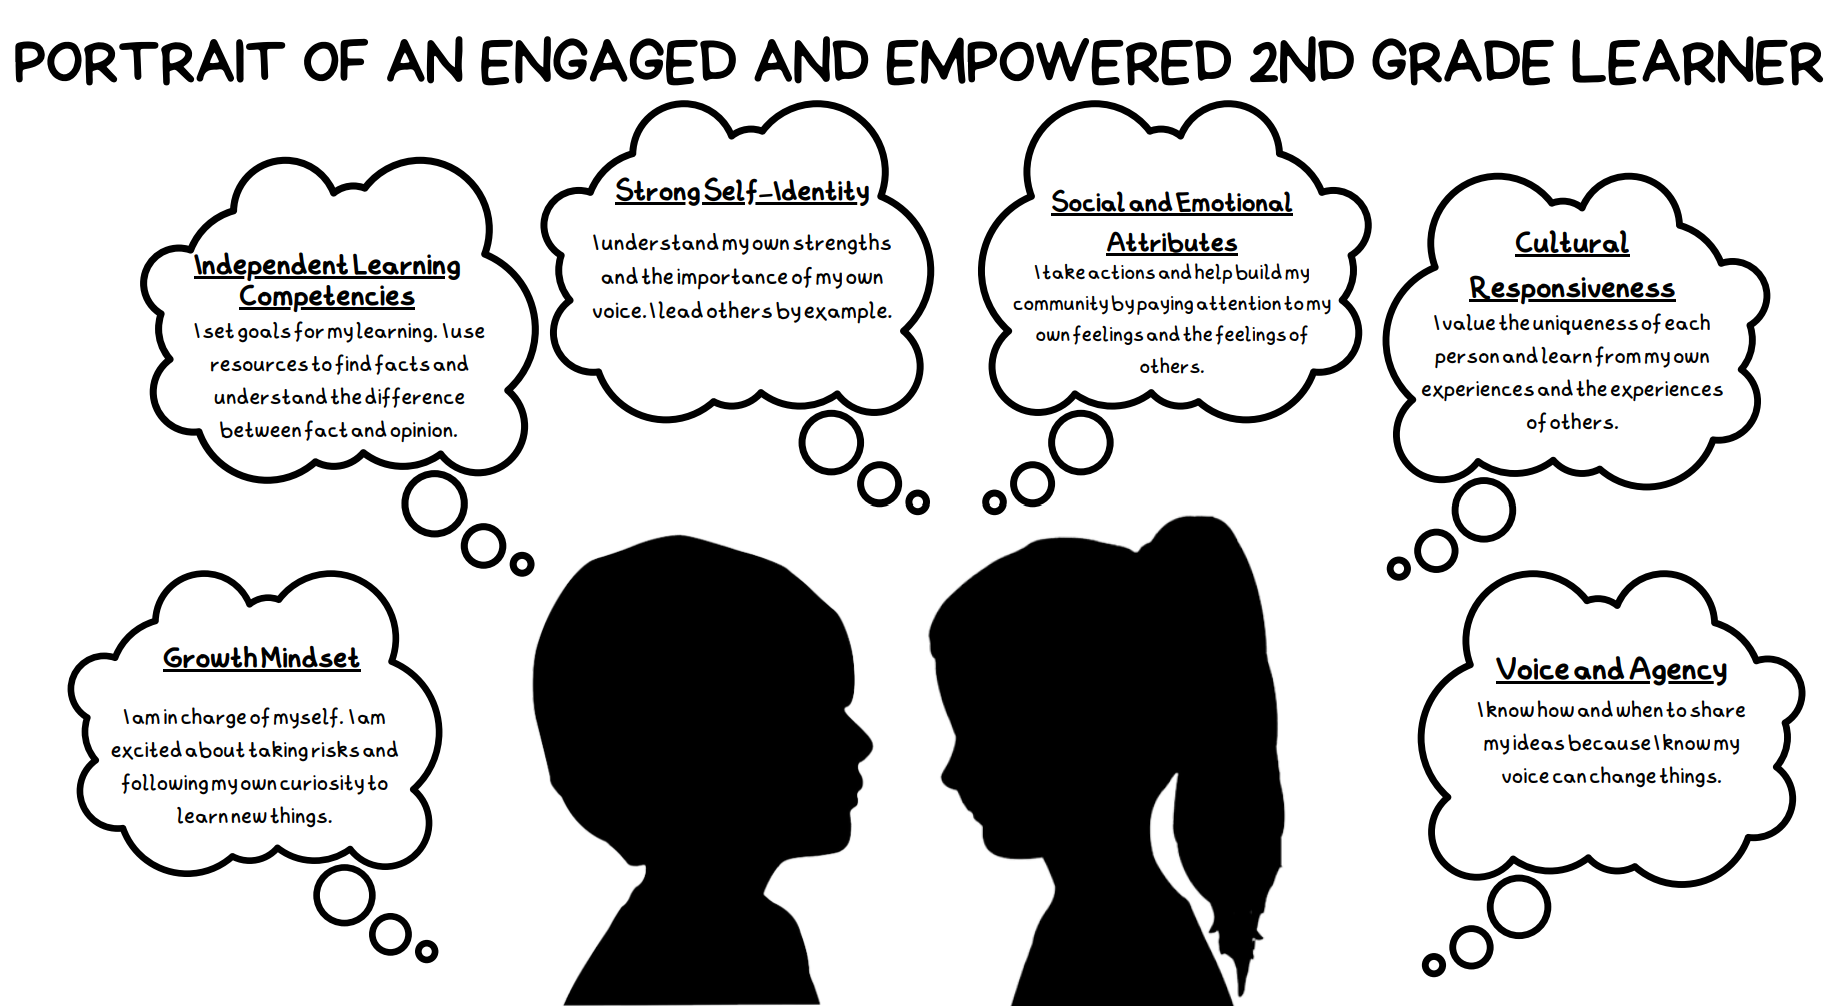 PORTRAIT OF AN ENGAGED AND EMPOWERED 2ND GRADE LEARNER
Independent Learning
Competencies
I set goals for my learning. I use
resources to find facts and
understand the difference
between fact and opinion.
Strong Self-Identity
I understand my own strengths
and the importance of my own
voice. I lead others by example.
Social and Emotional
Attributes
I take actions and help build my
community by paying attention to my
own feelings and the feelings of
others.
Cultural
Responsiveness
I value the uniqueness of each
person and learn from my own
experiences and the experiences
of others.
Growth Mindset
I am in charge of myself. I am
excited about taking risks and
following my own curiosity to
learn new things.
Voice and Agency
I know how and when to share
my ideas because I know my
voice can change things.